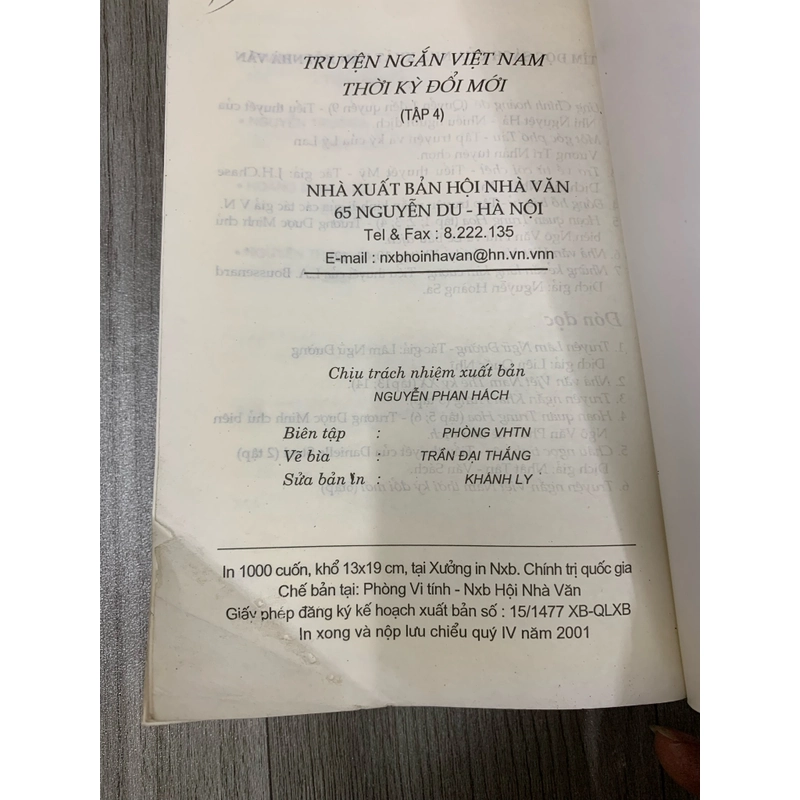 TRUYỆN NGẮN VIỆT NAM
THỜI KỲ ĐỔI MỚI
(TẬP 4)
NHÀ XUẤT BẢN HỘI NHÀ VĂN
65 NGUYỄN DU - HÀ NỘI
Tel & Fax : 8.222.135
E-mail : nxbhoinhavan@hn.vn.vnn
Chịu trách nhiệm xuất bản
NGUYỄN PHAN HÁCH
Biên tập : PHÒNG VHTN
Vẽ bìa : TRẦN ĐẠI THẮNG
Sửa bản in : KHÁNH LY
In 1000 cuốn, khổ 13x19 cm, tại Xưởng in Nxb. Chính trị quốc gia
Chế bản tại: Phòng Vi tính - Nxb Hội Nhà Văn
Giấy phép đăng ký kế hoạch xuất bản số : 15/1477 XB-QLXB
In xong và nộp lưu chiểu quý IV năm 2001